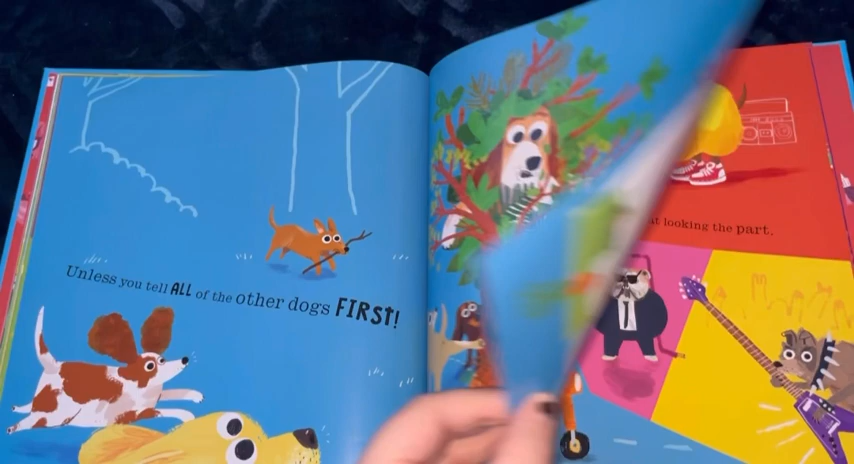 Unless you tell ALL of the other dogs FIRST!
at looking the part.